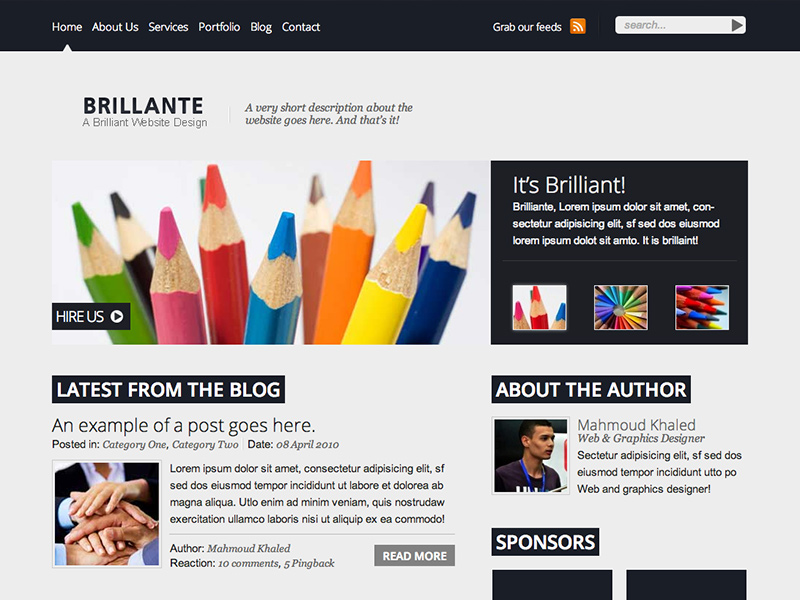 Home About Us Services Portfolio Blog Contact
Grab our feeds
search...
BRILLANTE
A Brilliant Website Design
A very short description about the
website goes here. And that's it!
HIRE US
It's Brilliant!
Brilliante, Lorem ipsum dolor sit amet, con-
sectetur adipisicing elit, sf sed dos eiusmod
lorem ipsum dolot sit amto. It is brillaint!
LATEST FROM THE BLOG
An example of a post goes here.
Posted in: Category One, Category Two Date: 08 April 2010
Lorem ipsum dolor sit amet, consectetur adipisicing elit, sf
sed dos eiusmod tempor incididunt ut labore et dolorea ab
magna aliqua. Utlo enim ad minim veniam, quis nostrudaw
exercitation ullamco laboris nisi ut aliquip ex ea commodo!
Author: Mahmoud Khaled
Reaction: 10 comments, 5 Pingback
READ MORE
ABOUT THE AUTHOR
Mahmoud Khaled
Web & Graphics Designer
Sectetur adipisicing elit, sf sed dos
eiusmod tempor incididunt utto po
Web and graphics designer!
SPONSORS